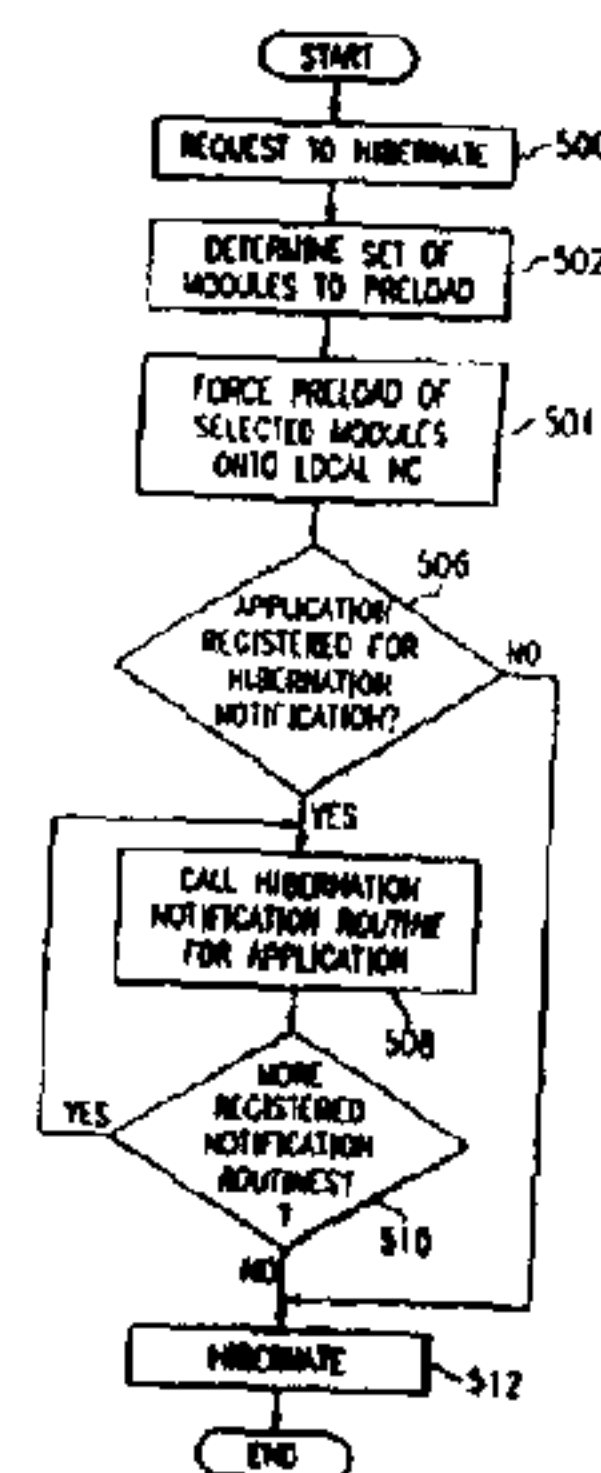 START
REQUEST TO HIBERNATE
500
DETERMINE SET OF
MODULES TO PRELOAD
502
FORCE PRELOAD OF
SELECTED MODULES
ONTO LOCAL NC
504
506
APPLICATION
REGISTERED FOR
HIBERNATION
NOTIFICATION?
NO
YES
CALL HIBERNATION
NOTIFICATION ROUTINE
FOR APPLICATION
508
MORE
REGISTERED
NOTIFICATION
ROUTINES?
?
YES
510
NO
HIBERNATE
512
END